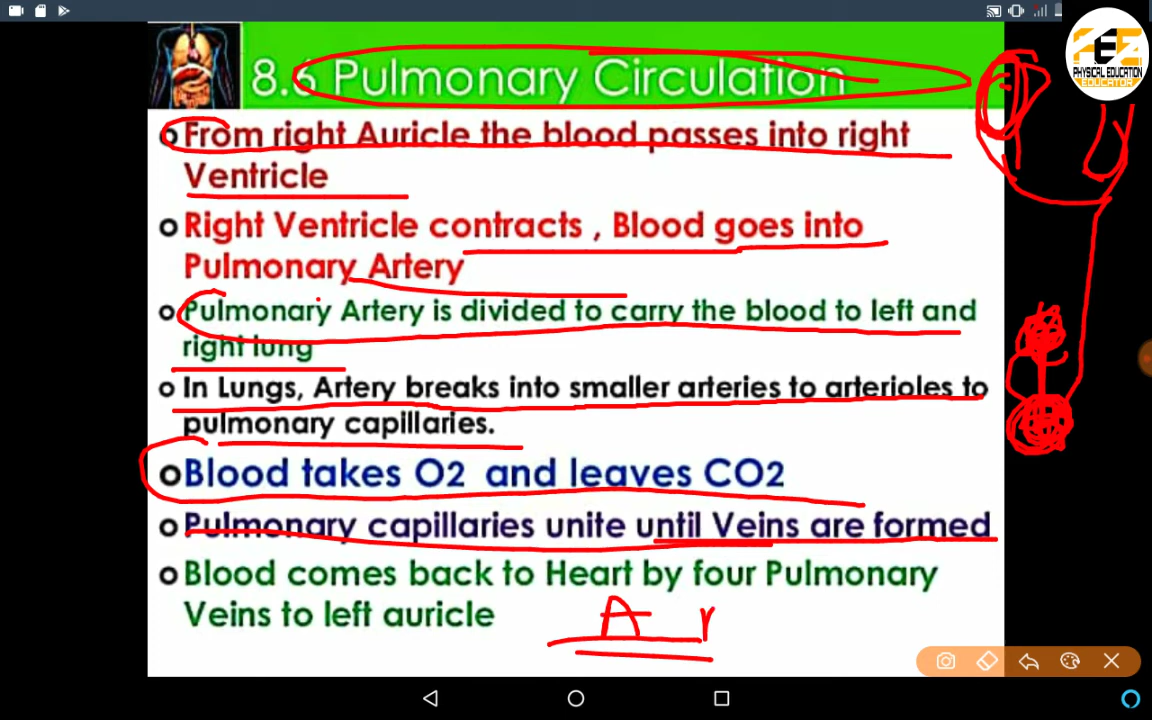 8.6 Pulmonary Circulation
PEE
PHYSICAL EDUCATION
EDUCATOR
From right Auricle the blood passes into right
Ventricle
Right Ventricle contracts , Blood goes into
Pulmonary Artery
Pulmonary Artery is divided to carry the blood to left and
right lung
In Lungs, Artery breaks into smaller arteries to arterioles to
pulmonary capillaries.
Blood takes O2 and leaves CO2
Pulmonary capillaries unite until Veins are formed
Blood comes back to Heart by four Pulmonary
Veins to left auricle
A r